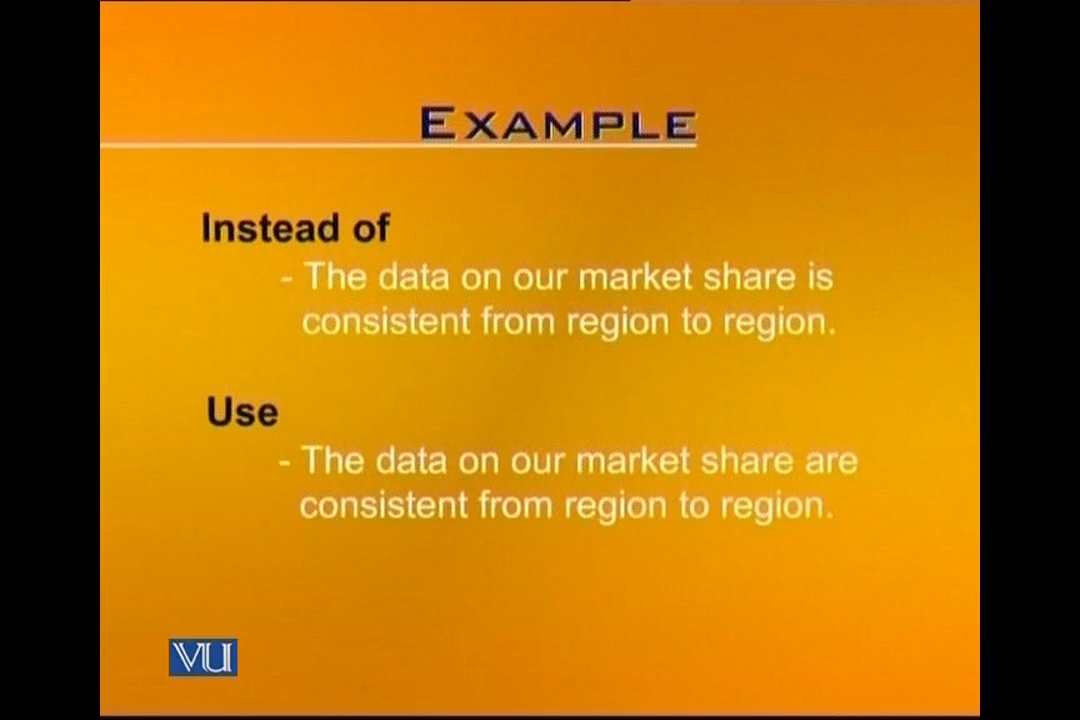 EXAMPLE
Instead of
- The data on our market share is
consistent from region to region.
Use
- The data on our market share are
consistent from region to region.
VU